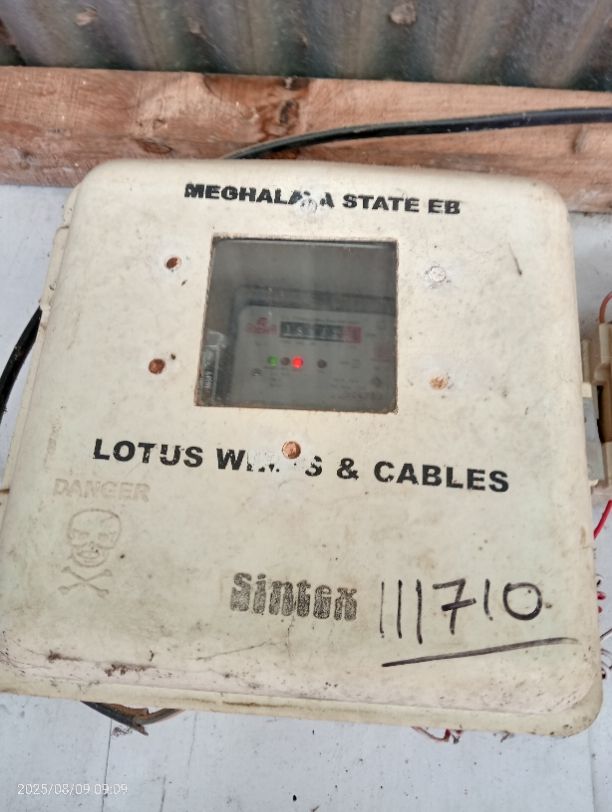 MEGHALAYA STATE EB
LOTUS WIRES & CABLES
DANGER
Sintex
111710
2025/08/09 09:09